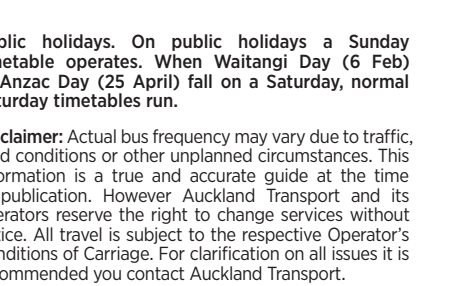 blic holidays. On public holidays a Sunday
etable operates. When Waitangi Day (6 Feb)
Anzac Day (25 April) fall on a Saturday, normal
urday timetables run.
claimer: Actual bus frequency may vary due to traffic,
d conditions or other unplanned circumstances. This
ormation is a true and accurate guide at the time
publication. However Auckland Transport and its
erators reserve the right to change services without
ice. All travel is subject to the respective Operator's
nditions of Carriage. For clarification on all issues it is
ommended you contact Auckland Transport.